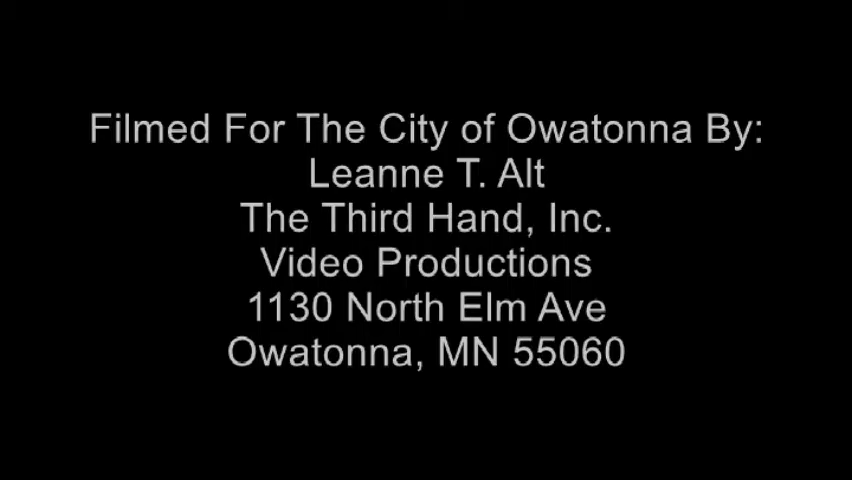 Filmed For The City of Owatonna By:
Leanne T. Alt
The Third Hand, Inc.
Video Productions
1130 North Elm Ave
Owatonna, MN 55060